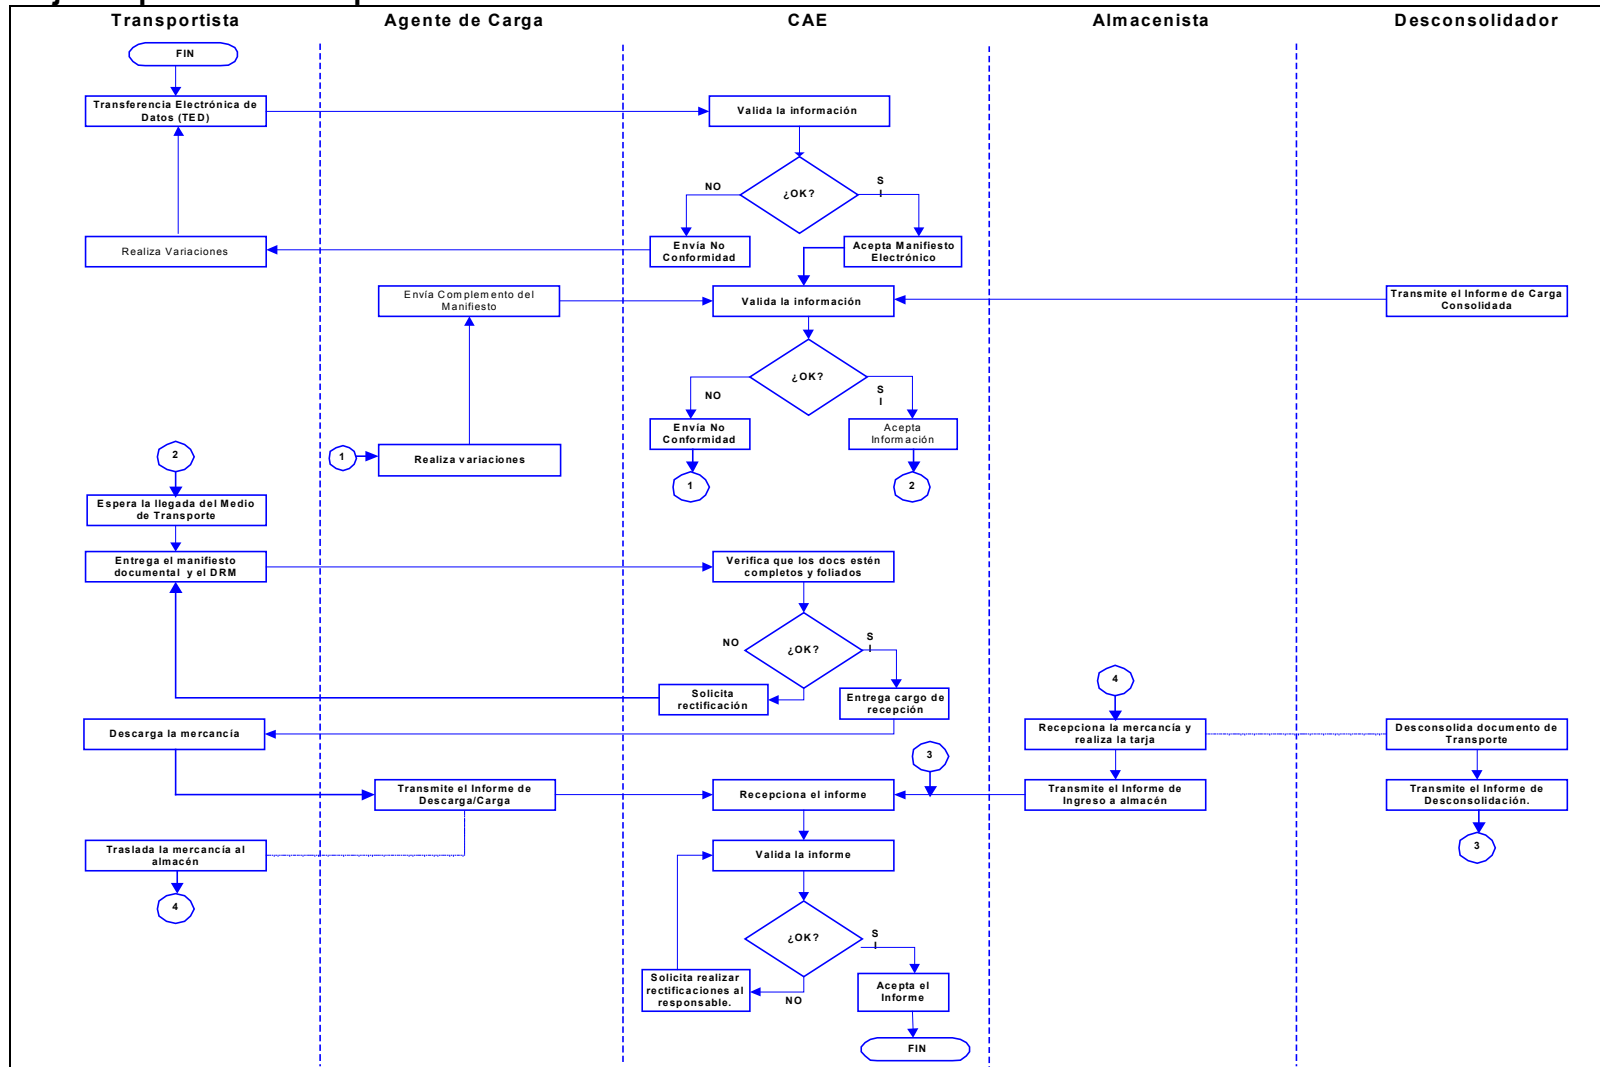 Transportista
Agente de Carga
CAE
Almacenista
Desconsolidador
FIN
Transferencia Electrónica de
Datos (TED)
Valida la información
¿OK?
NO
S
I
Realiza Variaciones
Envía No
Conformidad
Acepta Manifiesto
Electrónico
Envía Complemento del
Manifiesto
Valida la información
Transmite el Informe de Carga
Consolidada
¿OK?
NO
S
I
Envía No
Conformidad
Acepta
Información
2
1
Realiza variaciones
1
2
Espera la llegada del Medio
de Transporte
Entrega el manifiesto
documental y el DRM
Verifica que los docs estén
completos y foliados
NO
¿OK?
S
I
Solicita
rectificación
Entrega cargo de
recepción
4
Descarga la mercancía
Recepciona la mercancía y
realiza la tarja
Desconsolida documento de
Transporte
3
Transmite el Informe de
Descarga/Carga
Recepciona el informe
Transmite el Informe de
Ingreso a almacén
Transmite el Informe de
Desconsolidación.
Traslada la mercancía al
almacén
Valida la informe
3
4
¿OK?
S
I
Solicita realizar
rectificaciones al
responsable.
NO
Acepta el
Informe
FIN